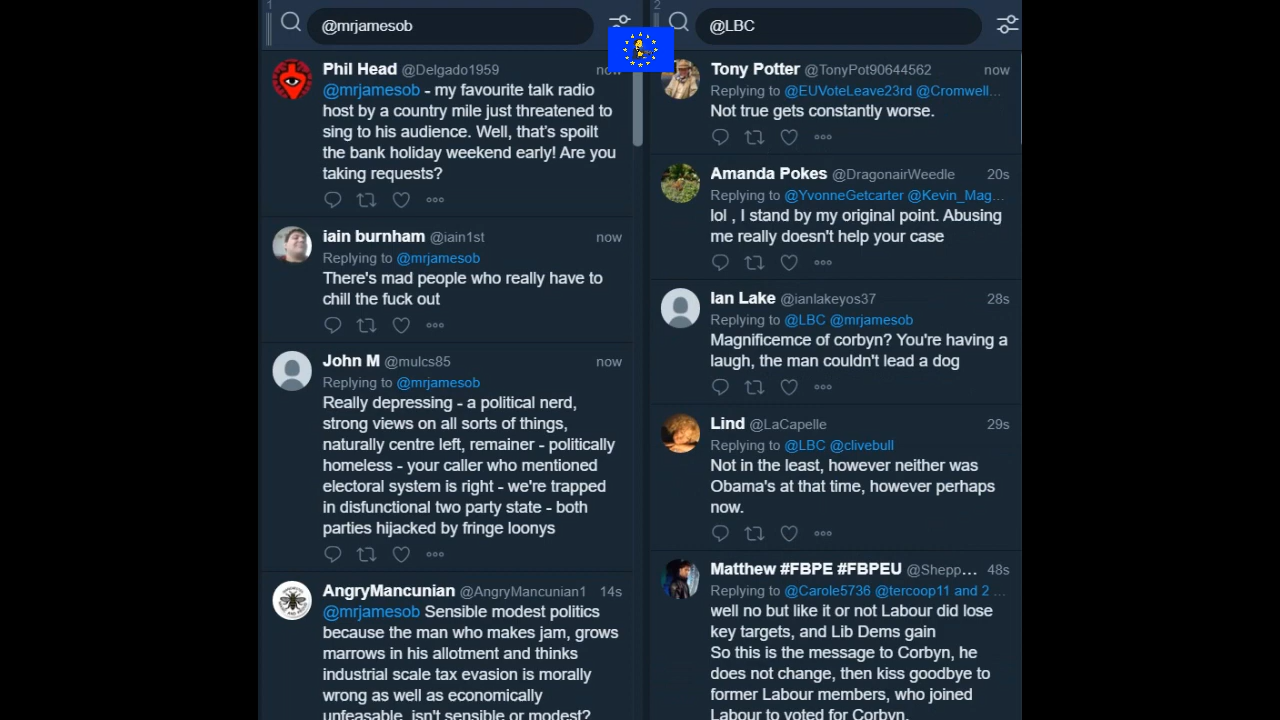 1
@mrjamesob
Phil Head @Delgado1959 now
@mrjamesob - my favourite talk radio
host by a country mile just threatened to
sing to his audience. Well, that's spoilt
the bank holiday weekend early! Are you
taking requests?
iain burnham @iain1st now
Replying to @mrjamesob
There's mad people who really have to
chill the fuck out
John M @mulcs85 now
Replying to @mrjamesob
Really depressing - a political nerd,
strong views on all sorts of things,
naturally centre left, remainer - politically
homeless - your caller who mentioned
electoral system is right - we're trapped
in disfunctional two party state - both
parties hijacked by fringe loonys
AngryMancunian @AngryMancunian1 14s
@mrjamesob Sensible modest politics
because the man who makes jam, grows
marrows in his allotment and thinks
industrial scale tax evasion is morally
wrong as well as economically
unfeasable, isn't sensible or modest?
2
@LBC
Tony Potter @TonyPot90644562 now
Replying to @EUVoteLeave23rd @Cromwell...
Not true gets constantly worse.
Amanda Pokes @DragonairWeedle 20s
Replying to @YvonneGetcarter @Kevin_Mag...
lol , I stand by my original point. Abusing
me really doesn't help your case
Ian Lake @ianlakeyos37 28s
Replying to @LBC @mrjamesob
Magnificemce of corbyn? You're having a
laugh, the man couldn't lead a dog
Lind @LaCapelle 29s
Replying to @LBC @clivebull
Not in the least, however neither was
Obama's at that time, however perhaps
now.
Matthew #FBPE #FBPEU @Shepp... 48s
Replying to @Carole5736 @tercoop11 and 2 ...
well no but like it or not Labour did lose
key targets, and Lib Dems gain
So this is the message to Corbyn, he
does not change, then kiss goodbye to
former Labour members, who joined
Labour to voted for Corbyn.